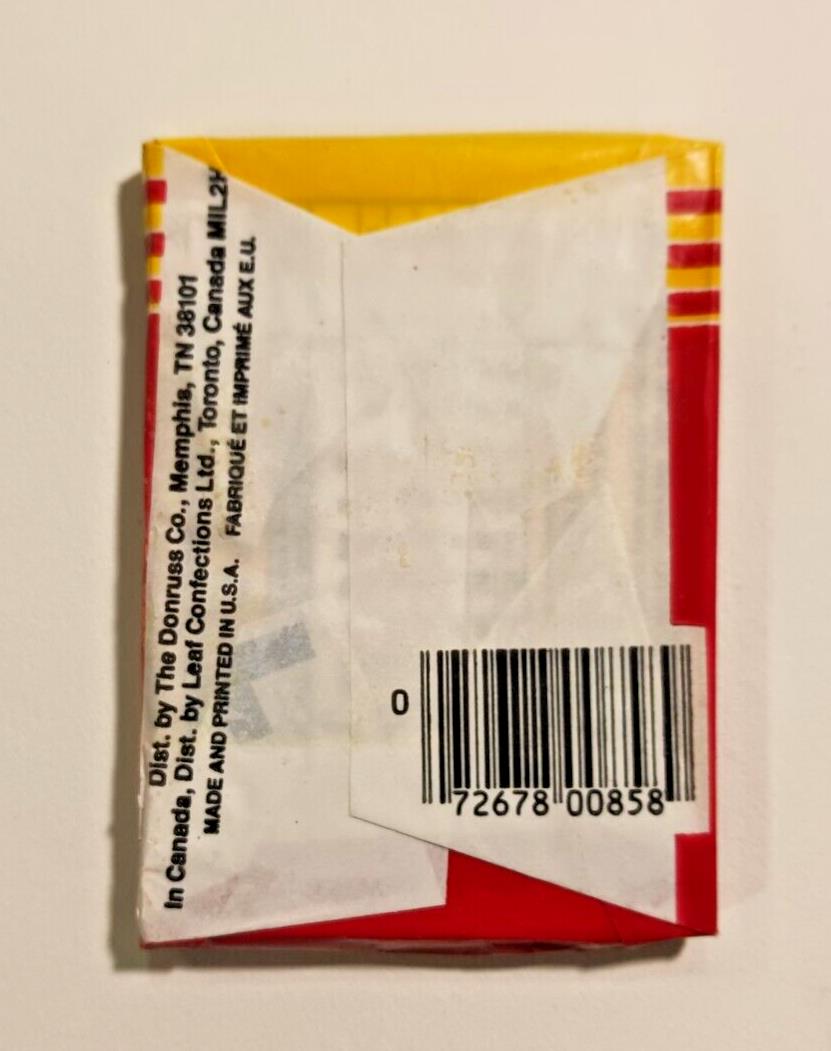 Dist. by The Donruss Co., Memphis, TN 38101
In Canada, Dist. by Leaf Confections Ltd., Toronto, Canada MIL2H
MADE AND PRINTED IN U.S.A. FABRIQUÉ ET IMPRIMÉ AUX E.U.
0 72678 00858